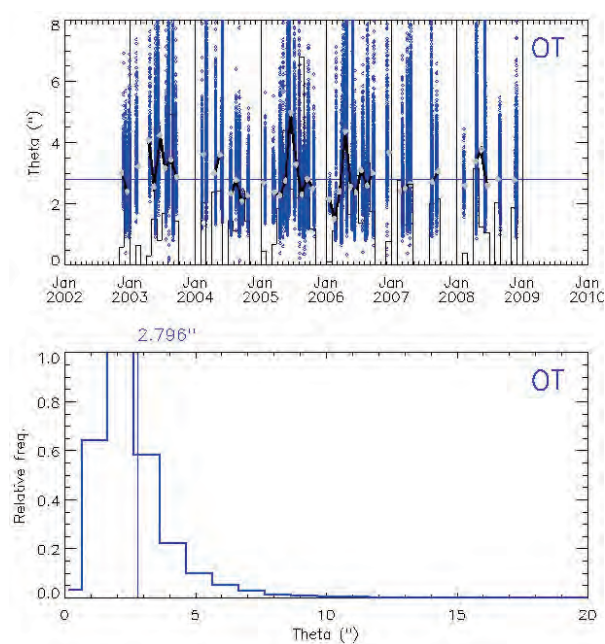 8
OT
6
Theta (")
4
2
0
Jan Jan Jan Jan Jan Jan Jan Jan Jan
2002 2003 2004 2005 2006 2007 2008 2009 2010
2.796"
1.0
OT
0.8
Relative freq.
0.6
0.4
0.2
0.0
0 5 10 15 20
Theta (")